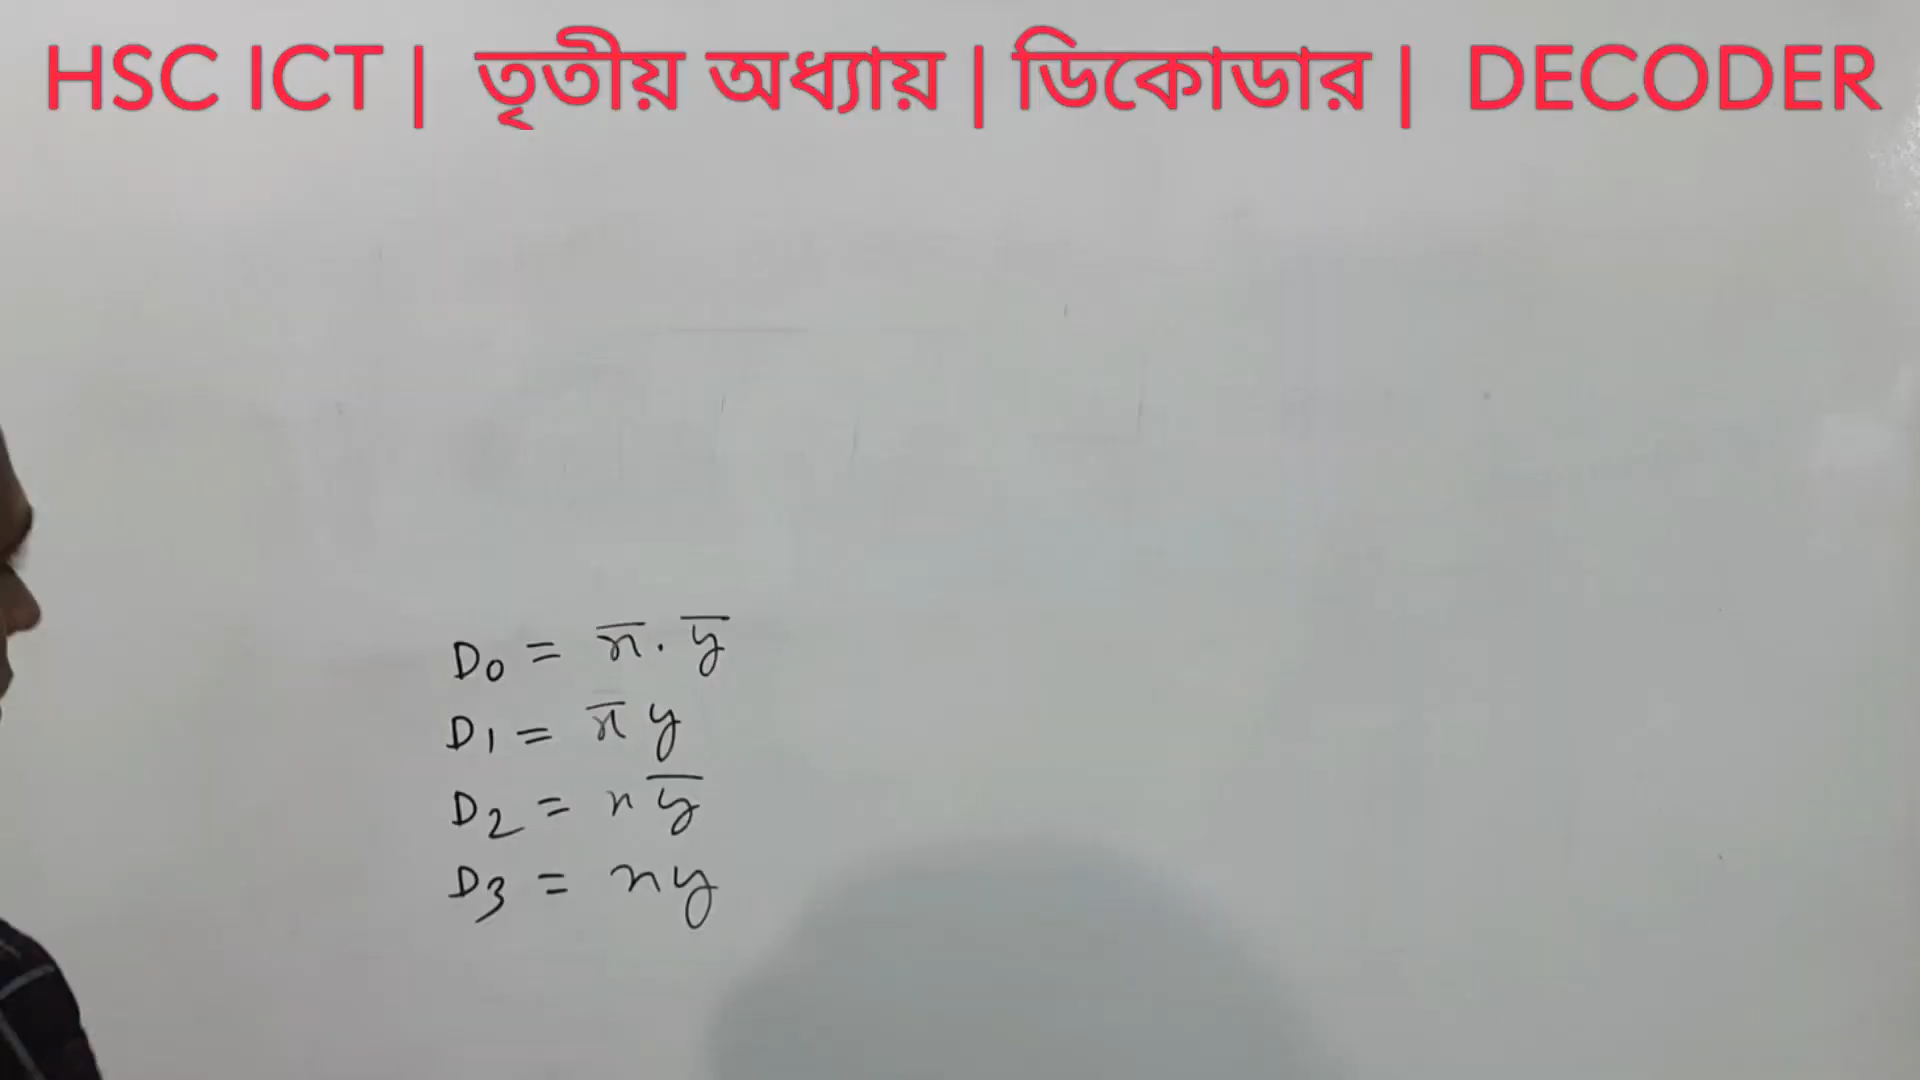 HSC ICT | তৃতীয় অধ্যায় | ডিকোডার | DECODER
D0 = x̅ . y̅
D1 = x̅ y
D2 = x y̅
D3 = x y